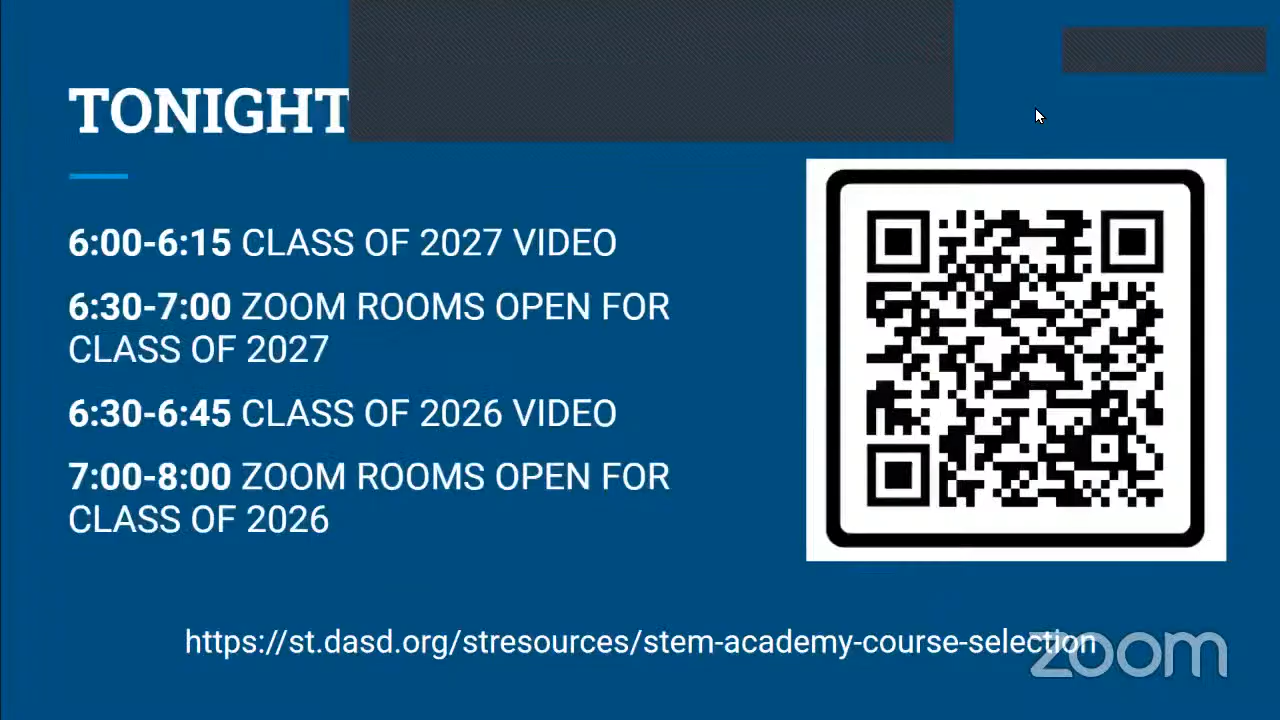 TONIGHT
6:00-6:15 CLASS OF 2027 VIDEO
6:30-7:00 ZOOM ROOMS OPEN FOR
CLASS OF 2027
6:30-6:45 CLASS OF 2026 VIDEO
7:00-8:00 ZOOM ROOMS OPEN FOR
CLASS OF 2026
https://st.dasd.org/stresources/stem-academy-course-selection
zoom